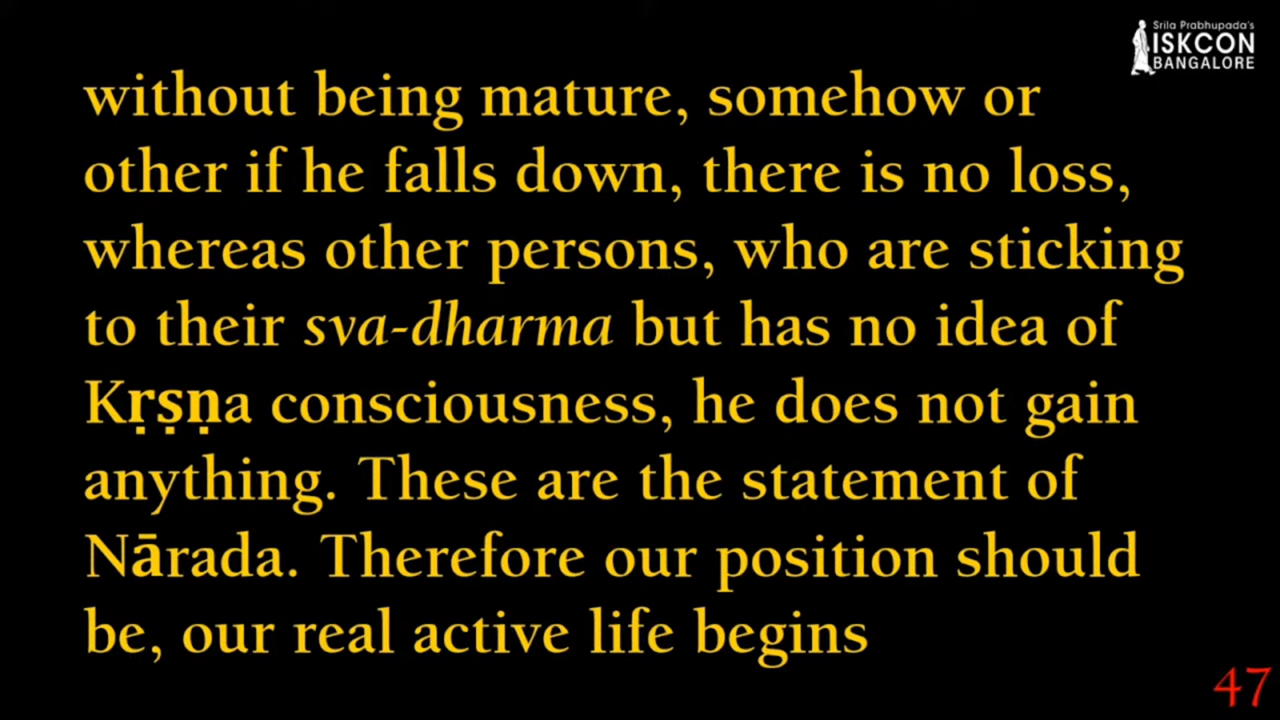 Srila Prabhupada's
ISKCON
BANGALORE
without being mature, somehow or
other if he falls down, there is no loss,
whereas other persons, who are sticking
to their sva-dharma but has no idea of
Kṛṣṇa consciousness, he does not gain
anything. These are the statement of
Nārada. Therefore our position should
be, our real active life begins
47